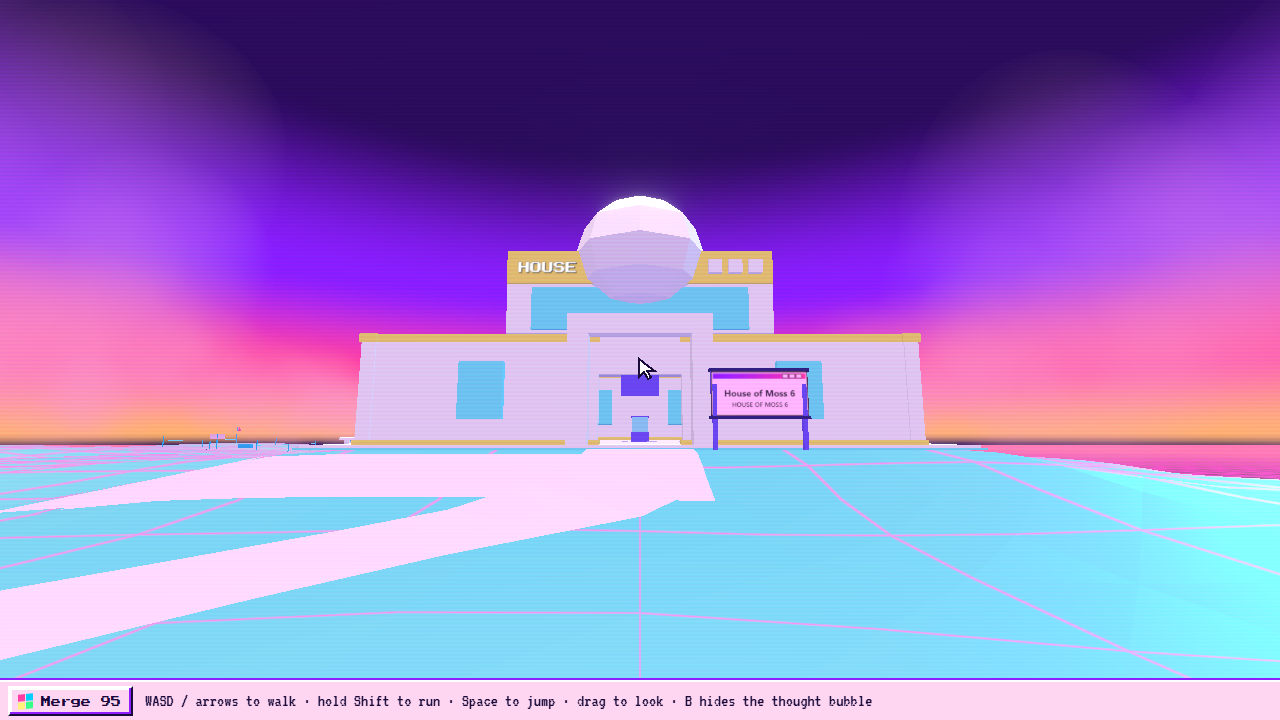 HOUSE
House of Moss 6
HOUSE OF MOSS 6
Merge 95
WASD / arrows to walk · hold Shift to run · Space to jump · drag to look · B hides the thought bubble